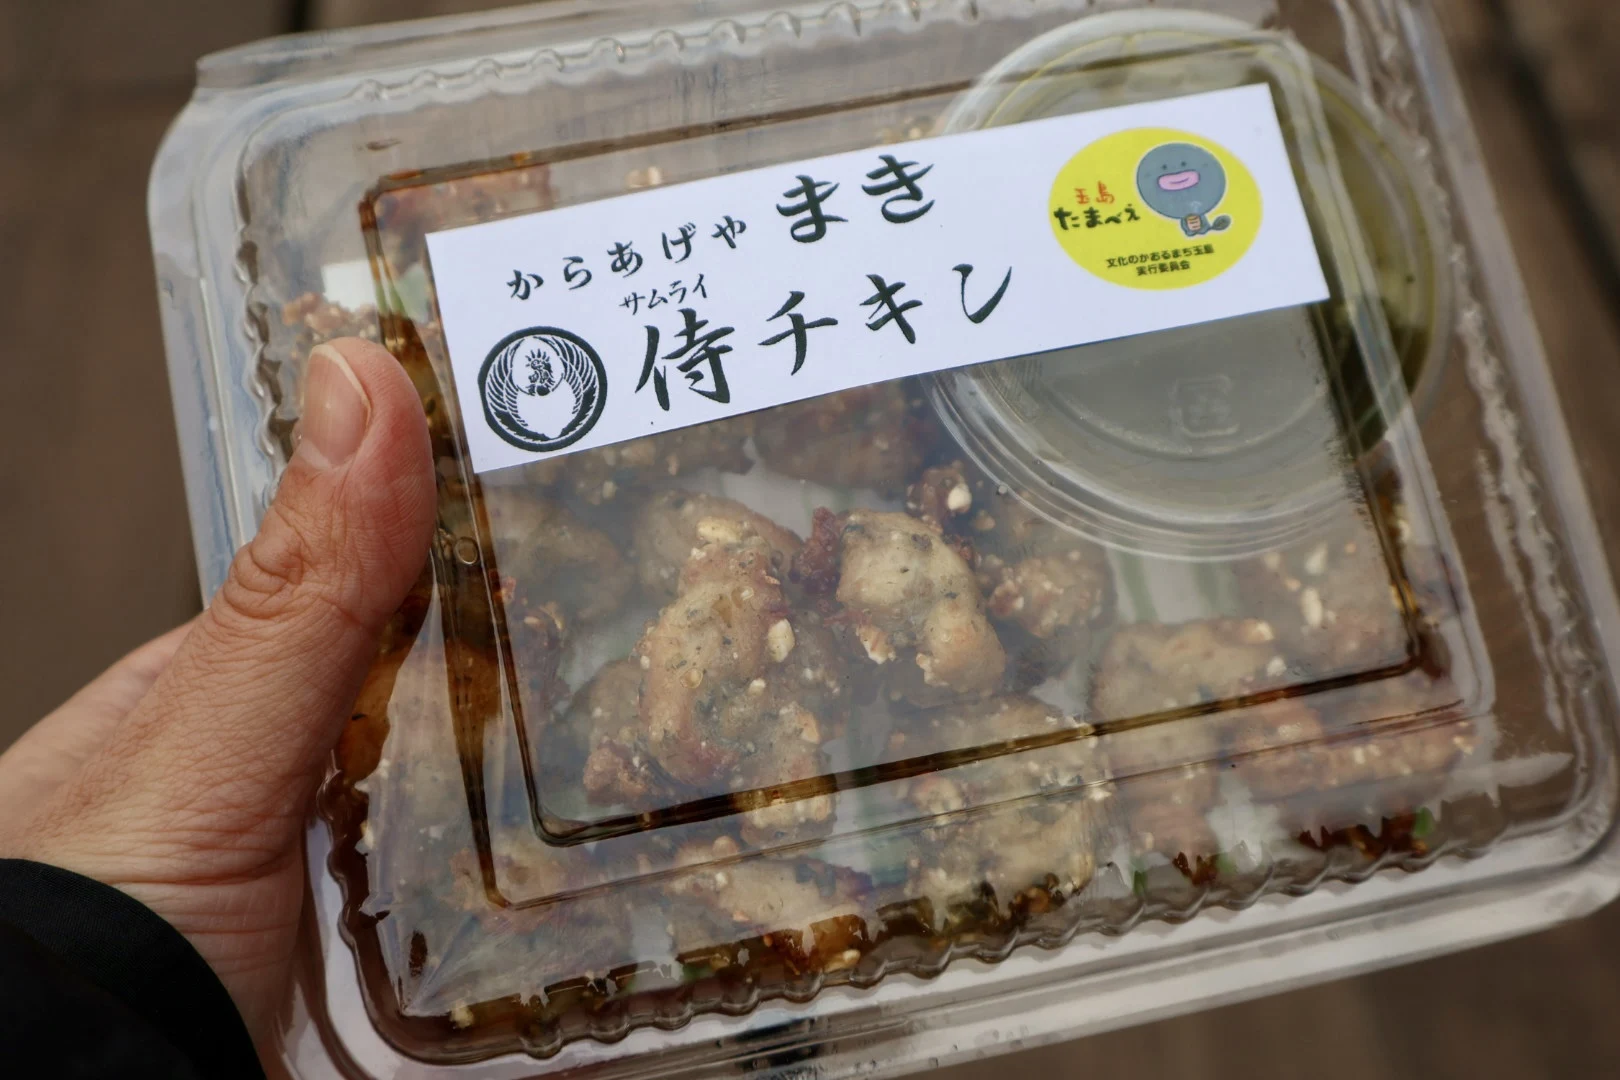 からあげや まき
サムライ
侍チキン
玉島
たまべえ
文化のかおるまち玉島
実行委員会